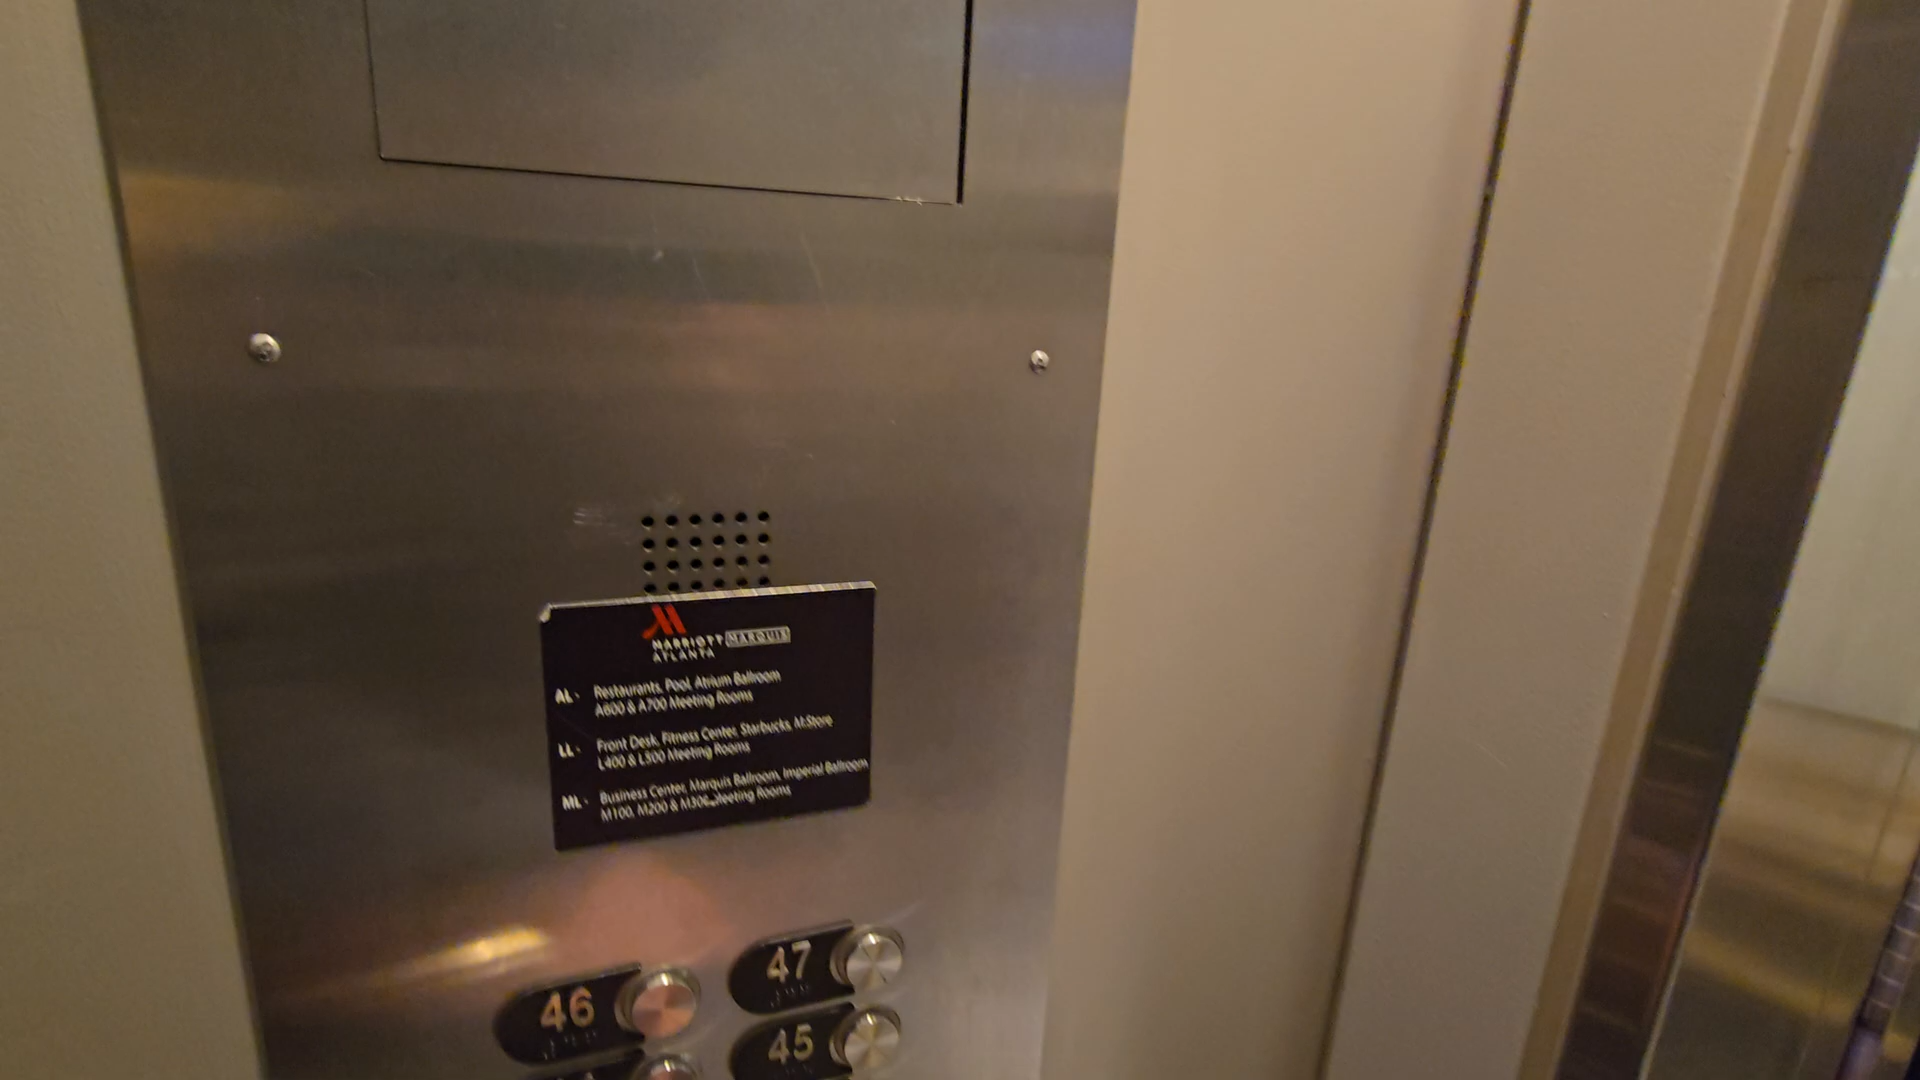 MARRIOTT MARQUIS
ATLANTA
AL - Restaurants, Pool, Atrium Ballroom
A600 & A700 Meeting Rooms
LL - Front Desk, Fitness Center, Starbucks, M.Store
L400 & L500 Meeting Rooms
ML - Business Center, Marquis Ballroom, Imperial Ballroom
M100, M200 & M300 Meeting Rooms
47
46
45